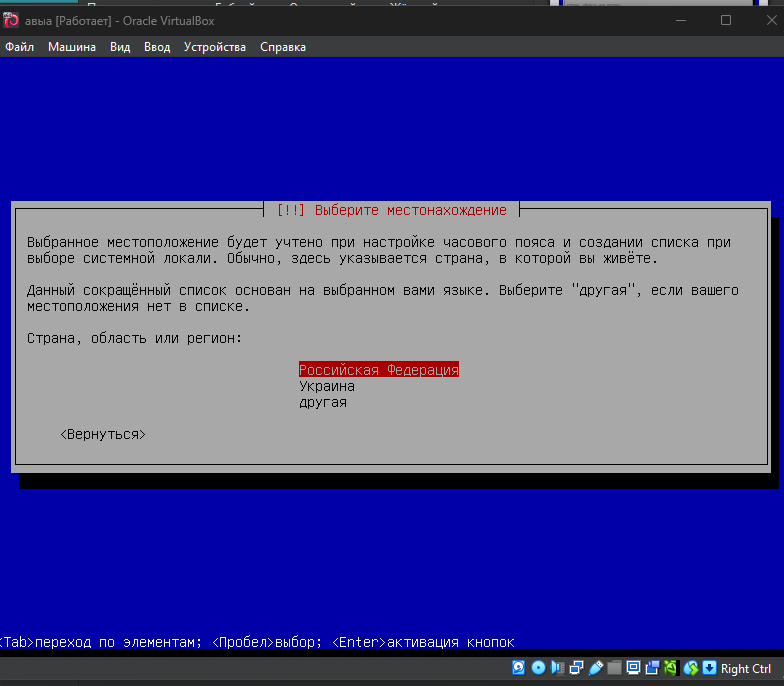 авыа [Работает] - Oracle VirtualBox
Файл Машина Вид Ввод Устройства Справка
[!!] Выберите местонахождение
Выбранное местоположение будет учтено при настройке часового пояса и создании списка при
выборе системной локали. Обычно, здесь указывается страна, в которой вы живёте.
Данный сокращённый список основан на выбранном вами языке. Выберите "другая", если вашего
местоположения нет в списке.
Страна, область или регион:
Российская Федерация
Украина
другая
<Вернуться>
<Tab>переход по элементам; <Пробел>выбор; <Enter>активация кнопок
Right Ctrl